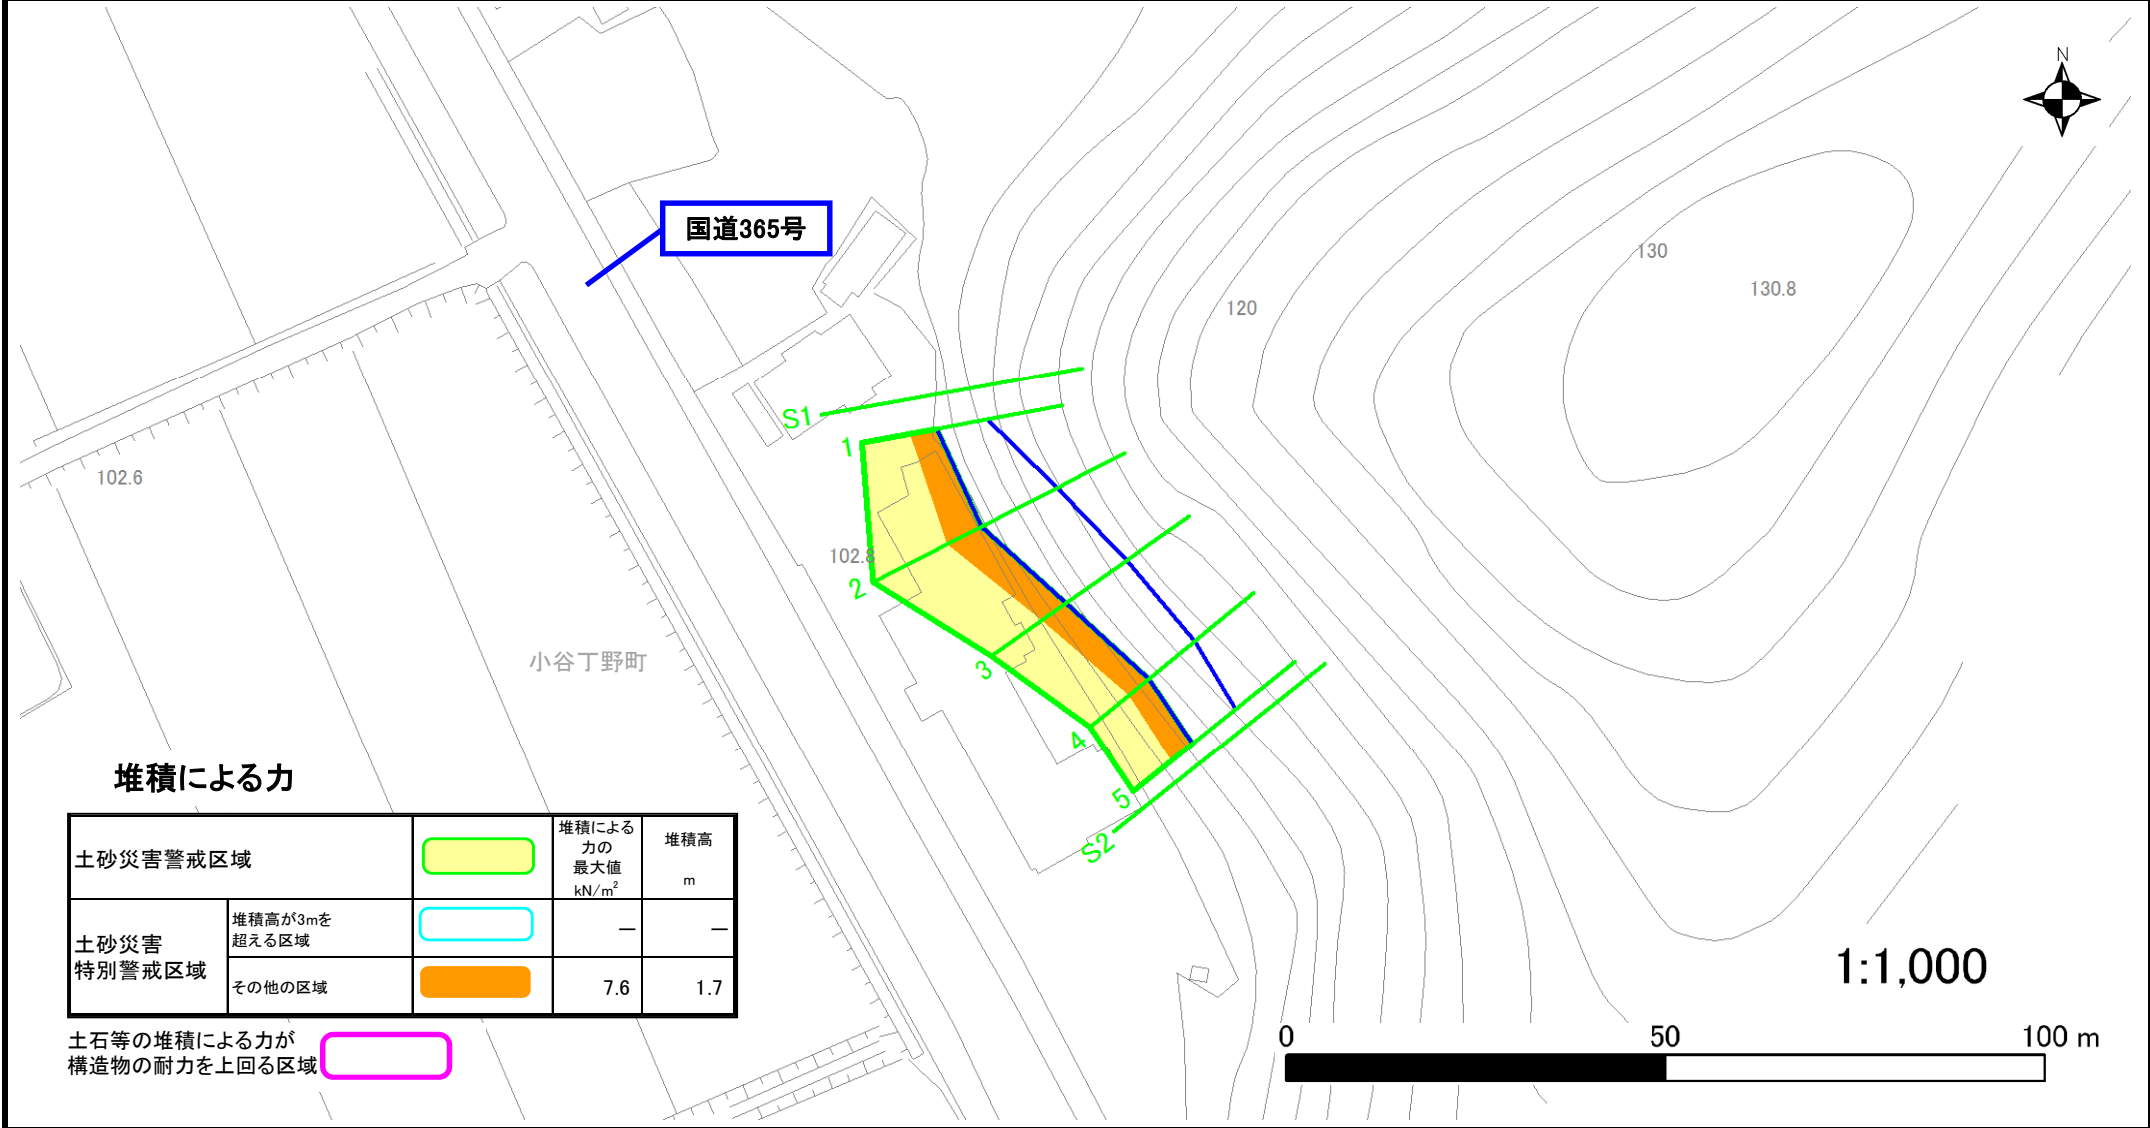 N
国道365号
130
130.8
120
S1
1
102.6
102.8
2
小谷丁野町
3
4
5
S2
堆積による力
土砂災害警戒区域
堆積による
力の
最大値
kN/m²
堆積高
m
土砂災害
特別警戒区域
堆積高が3mを
超える区域
—
—
その他の区域
7.6
1.7
土石等の堆積による力が
構造物の耐力を上回る区域
1:1,000
0 50 100 m